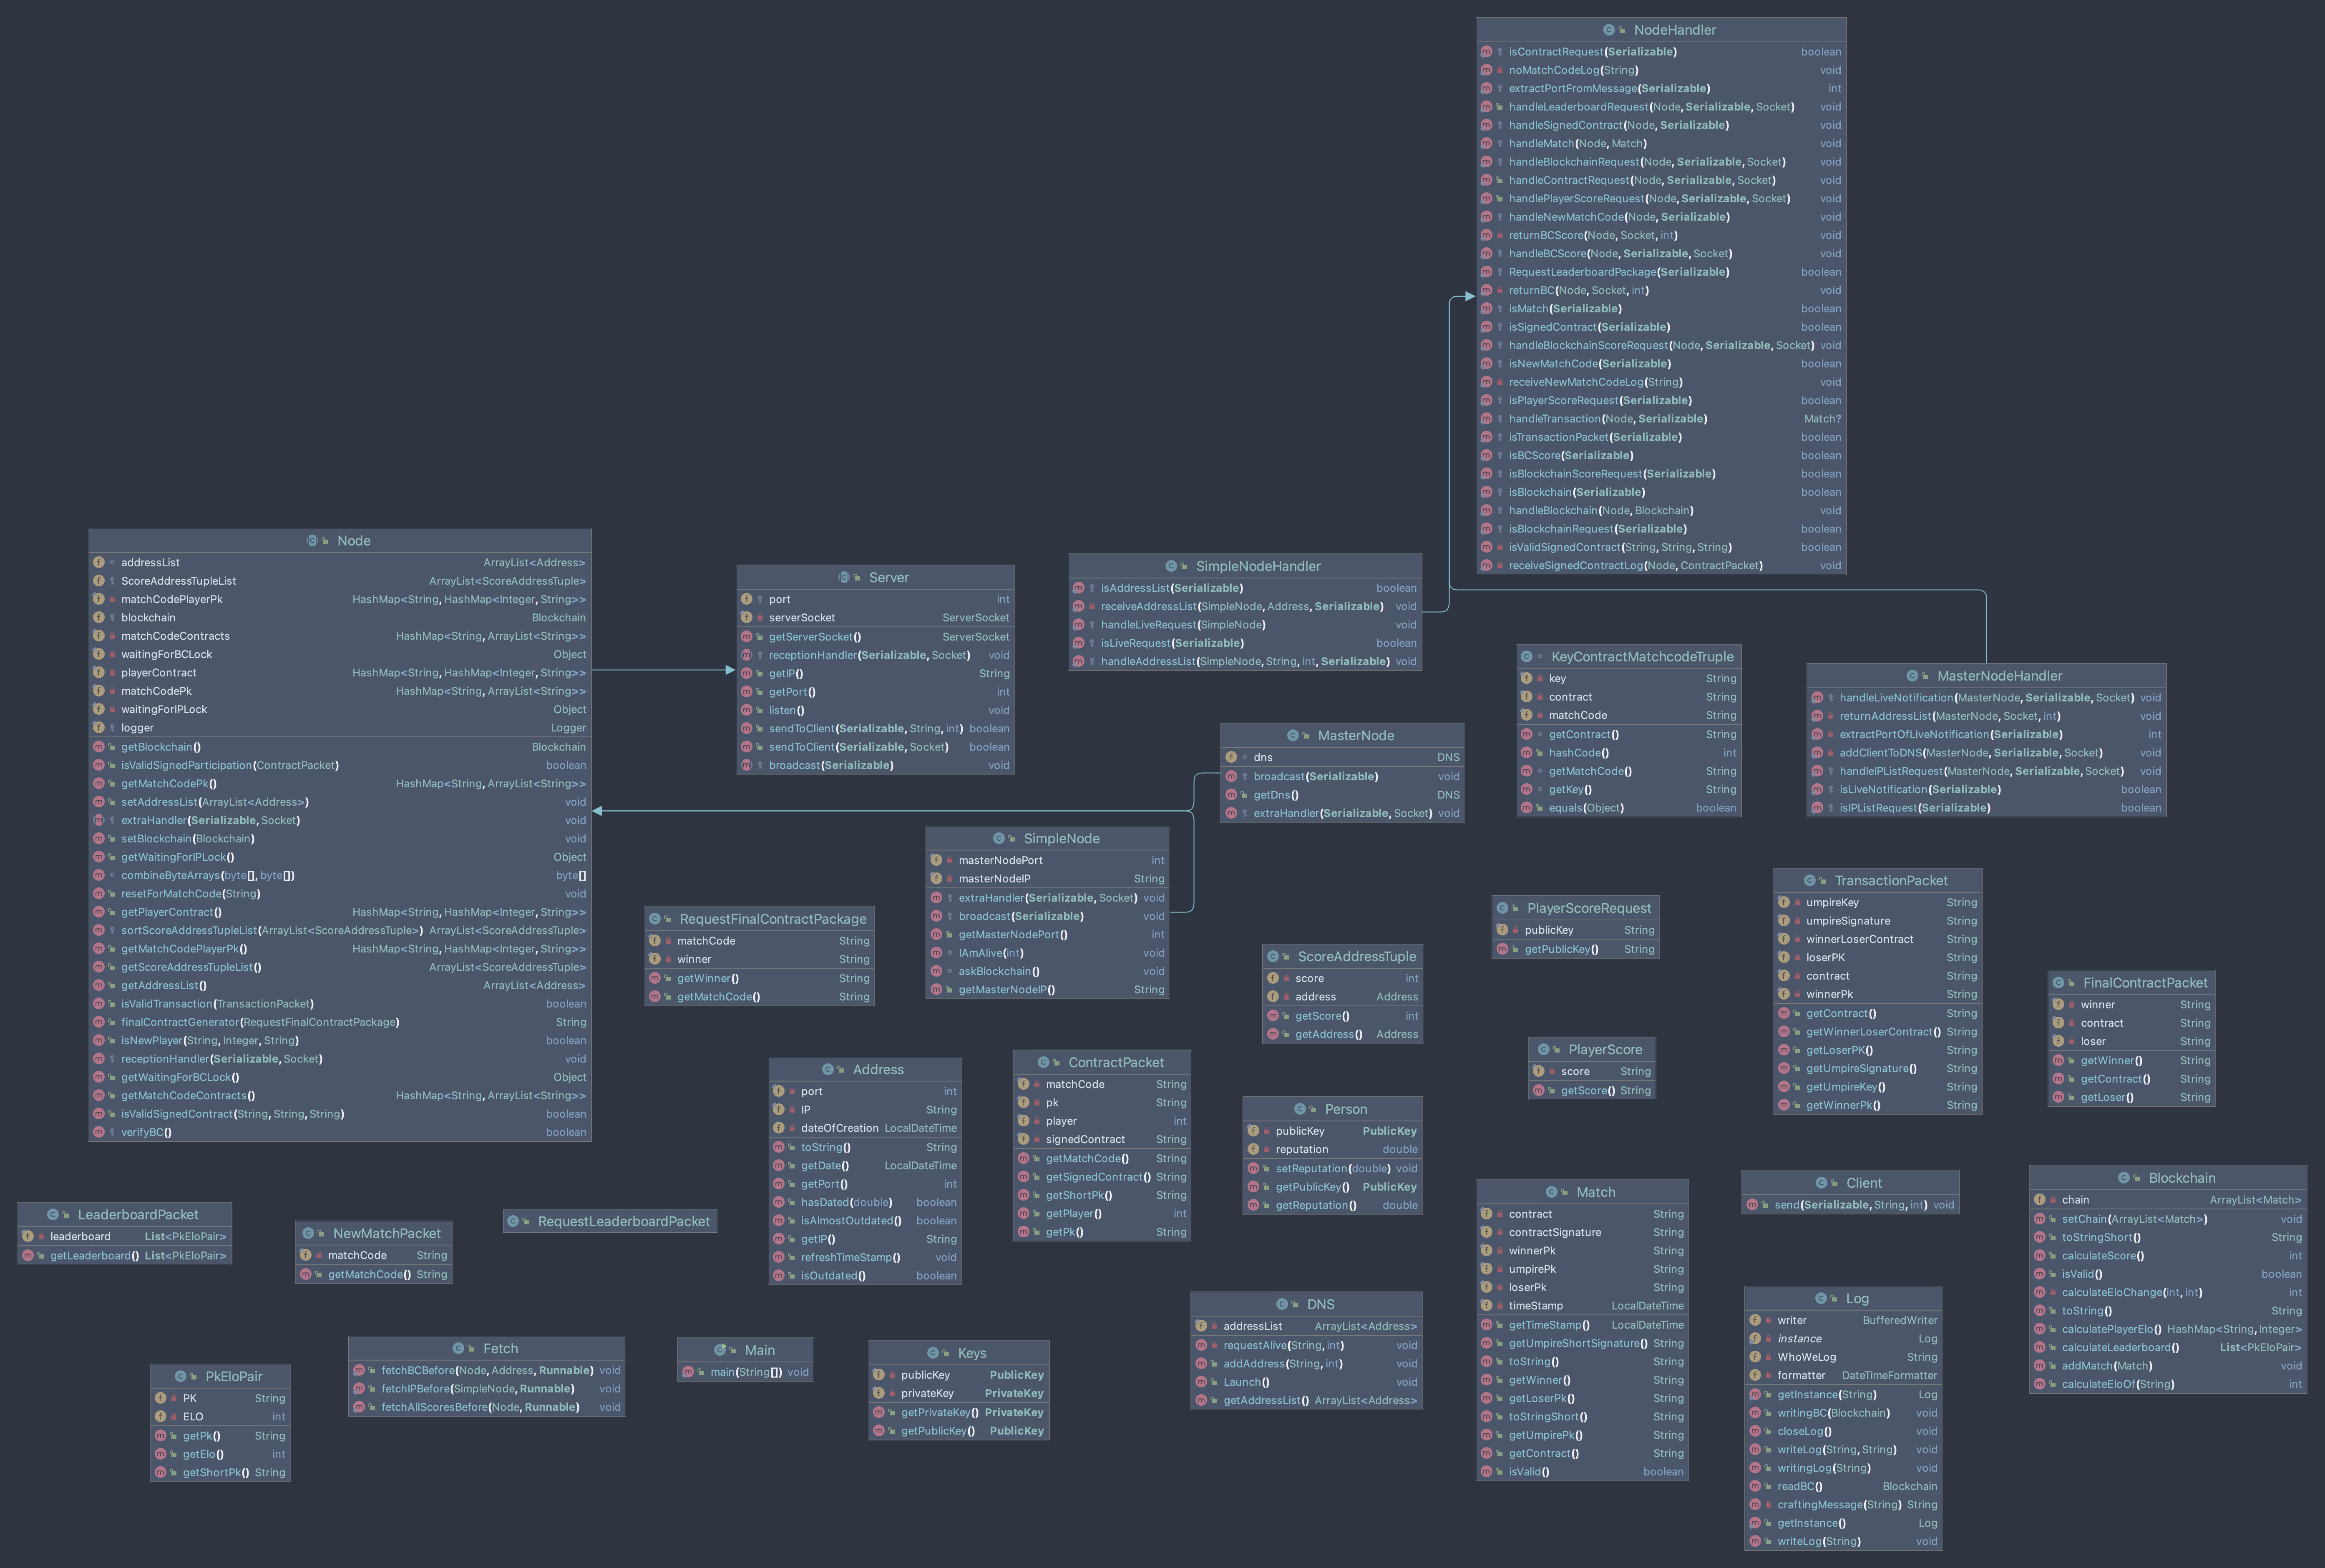 NodeHandler
isContractRequest(Serializable) boolean
noMatchCodeLog(String) void
extractPortFromMessage(Serializable) int
handleLeaderboardRequest(Node, Serializable, Socket) void
handleSignedContract(Node, Serializable) void
handleMatch(Node, Match) void
handleBlockchainRequest(Node, Serializable, Socket) void
handleContractRequest(Node, Serializable, Socket) void
handlePlayerScoreRequest(Node, Serializable, Socket) void
handleNewMatchCode(Node, Serializable) void
returnBCScore(Node, Socket, int) void
handleBCScore(Node, Serializable, Socket) void
RequestLeaderboardPackage(Serializable) boolean
returnBC(Node, Socket, int) void
isMatch(Serializable) boolean
isSignedContract(Serializable) boolean
handleBlockchainScoreRequest(Node, Serializable, Socket) void
isNewMatchCode(Serializable) boolean
receiveNewMatchCodeLog(String) void
isPlayerScoreRequest(Serializable) boolean
handleTransaction(Node, Serializable) Match?
isTransactionPacket(Serializable) boolean
isBCScore(Serializable) boolean
isBlockchainScoreRequest(Serializable) boolean
isBlockchain(Serializable) boolean
handleBlockchain(Node, Blockchain) void
isBlockchainRequest(Serializable) boolean
isValidSignedContract(String, String, String) boolean
receiveSignedContractLog(Node, ContractPacket) void
Node
addressList ArrayList<Address>
ScoreAddressTupleList ArrayList<ScoreAddressTuple>
matchCodePlayerPk HashMap<String, HashMap<Integer, String>>
blockchain Blockchain
matchCodeContracts HashMap<String, ArrayList<String>>
waitingForBCLock Object
playerContract HashMap<String, HashMap<Integer, String>>
matchCodePk HashMap<String, ArrayList<String>>
waitingForIPLock Object
logger Logger
getBlockchain() Blockchain
isValidSignedParticipation(ContractPacket) boolean
getMatchCodePk() HashMap<String, ArrayList<String>>
setAddressList(ArrayList<Address>) void
extraHandler(Serializable, Socket) void
setBlockchain(Blockchain) void
getWaitingForIPLock() Object
combineByteArrays(byte[], byte[]) byte[]
resetForMatchCode(String) void
getPlayerContract() HashMap<String, HashMap<Integer, String>>
sortScoreAddressTupleList(ArrayList<ScoreAddressTuple>) ArrayList<ScoreAddressTuple>
getMatchCodePlayerPk() HashMap<String, HashMap<Integer, String>>
getScoreAddressTupleList() ArrayList<ScoreAddressTuple>
getAddressList() ArrayList<Address>
isValidTransaction(TransactionPacket) boolean
finalContractGenerator(RequestFinalContractPackage) String
isNewPlayer(String, Integer, String) boolean
receptionHandler(Serializable, Socket) void
getWaitingForBCLock() Object
getMatchCodeContracts() HashMap<String, ArrayList<String>>
isValidSignedContract(String, String, String) boolean
verifyBC() boolean
Server
port int
serverSocket ServerSocket
getServerSocket() ServerSocket
receptionHandler(Serializable, Socket) void
getIP() String
getPort() int
listen() void
sendToClient(Serializable, String, int) boolean
sendToClient(Serializable, Socket) boolean
broadcast(Serializable) void
SimpleNodeHandler
isAddressList(Serializable) boolean
receiveAddressList(SimpleNode, Address, Serializable) void
handleLiveRequest(SimpleNode) void
isLiveRequest(Serializable) boolean
handleAddressList(SimpleNode, String, int, Serializable) void
KeyContractMatchcodeTruple
key String
contract String
matchCode String
getContract() String
hashCode() int
getMatchCode() String
getKey() String
equals(Object) boolean
MasterNodeHandler
handleLiveNotification(MasterNode, Serializable, Socket) void
returnAddressList(MasterNode, Socket, int) void
extractPortOfLiveNotification(Serializable) int
addClientToDNS(MasterNode, Serializable, Socket) void
handleIPListRequest(MasterNode, Serializable, Socket) void
isLiveNotification(Serializable) boolean
isIPListRequest(Serializable) boolean
MasterNode
dns DNS
broadcast(Serializable) void
getDns() DNS
extraHandler(Serializable, Socket) void
SimpleNode
masterNodePort int
masterNodeIP String
extraHandler(Serializable, Socket) void
broadcast(Serializable) void
getMasterNodePort() int
IAmAlive(int) void
askBlockchain() void
getMasterNodeIP() String
RequestFinalContractPackage
matchCode String
winner String
getWinner() String
getMatchCode() String
ScoreAddressTuple
score int
address Address
getScore() int
getAddress() Address
PlayerScoreRequest
publicKey String
getPublicKey() String
TransactionPacket
umpireKey String
umpireSignature String
winnerLoserContract String
loserPK String
contract String
winnerPk String
getContract() String
getWinnerLoserContract() String
getLoserPK() String
getUmpireSignature() String
getUmpireKey() String
getWinnerPk() String
FinalContractPacket
winner String
contract String
loser String
getWinner() String
getContract() String
getLoser() String
PlayerScore
score String
getScore() String
Address
port int
IP String
dateOfCreation LocalDateTime
toString() String
getDate() LocalDateTime
getPort() int
hasDated(double) boolean
isAlmostOutdated() boolean
getIP() String
refreshTimeStamp() void
isOutdated() boolean
ContractPacket
matchCode String
pk String
player int
signedContract String
getMatchCode() String
getSignedContract() String
getShortPk() String
getPlayer() int
getPk() String
Person
publicKey PublicKey
reputation double
setReputation(double) void
getPublicKey() PublicKey
getReputation() double
Match
contract String
contractSignature String
winnerPk String
umpirePk String
loserPk String
timeStamp LocalDateTime
getTimeStamp() LocalDateTime
getUmpireShortSignature() String
toString() String
getWinner() String
getLoserPk() String
toStringShort() String
getUmpirePk() String
getContract() String
isValid() boolean
Client
send(Serializable, String, int) void
Blockchain
chain ArrayList<Match>
setChain(ArrayList<Match>) void
toStringShort() String
calculateScore() int
isValid() boolean
calculateEloChange(int, int) int
toString() String
calculatePlayerElo() HashMap<String, Integer>
calculateLeaderboard() List<PkEloPair>
addMatch(Match) void
calculateEloOf(String) int
LeaderboardPacket
leaderboard List<PkEloPair>
getLeaderboard() List<PkEloPair>
NewMatchPacket
matchCode String
getMatchCode() String
RequestLeaderboardPacket
DNS
addressList ArrayList<Address>
requestAlive(String, int) void
addAddress(String, int) void
Launch() void
getAddressList() ArrayList<Address>
Log
writer BufferedWriter
instance Log
WhoWeLog String
formatter DateTimeFormatter
getInstance(String) Log
writingBC(Blockchain) void
closeLog() void
writeLog(String, String) void
writingLog(String) void
readBC() Blockchain
craftingMessage(String) String
getInstance() Log
writeLog(String) void
PkEloPair
PK String
ELO int
getPk() String
getElo() int
getShortPk() String
Fetch
fetchBCBefore(Node, Address, Runnable) void
fetchIPBefore(SimpleNode, Runnable) void
fetchAllScoresBefore(Node, Runnable) void
Main
main(String[]) void
Keys
publicKey PublicKey
privateKey PrivateKey
getPrivateKey() PrivateKey
getPublicKey() PublicKey